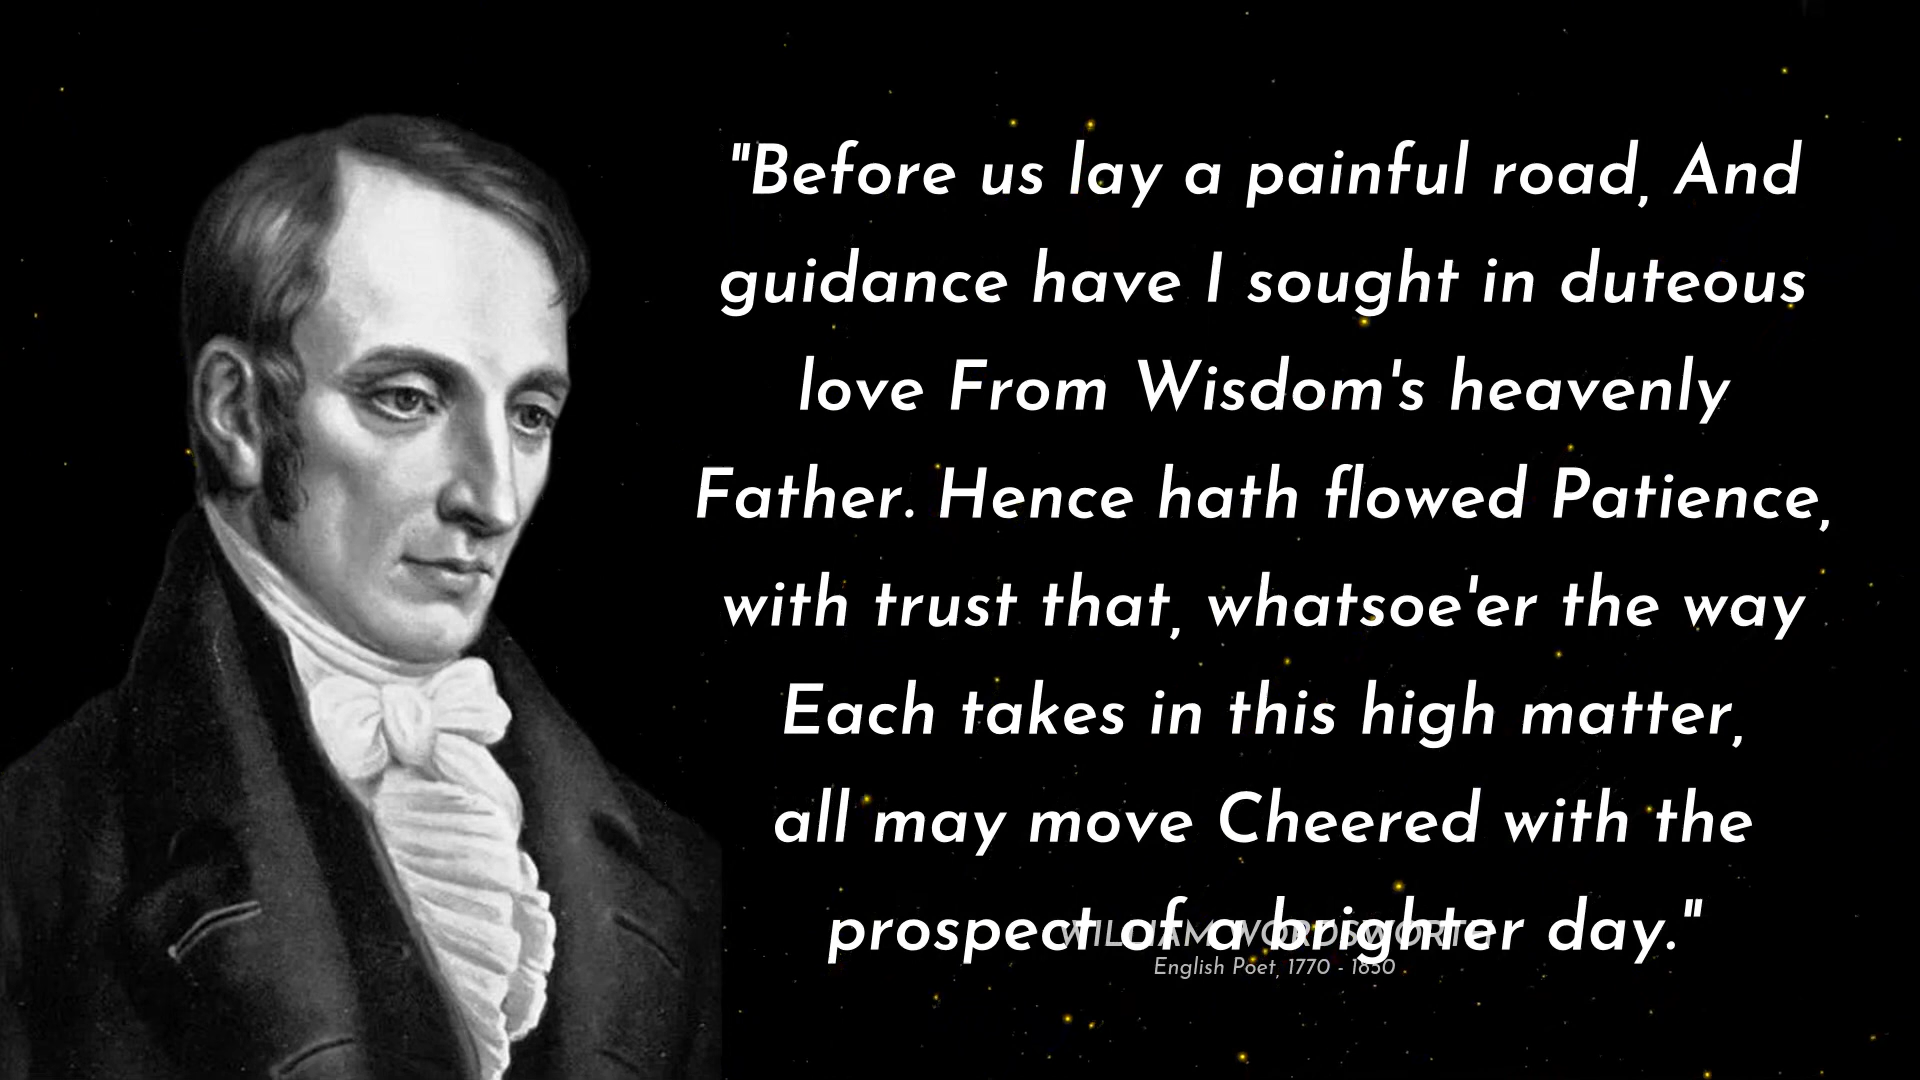 "Before us lay a painful road, And
guidance have I sought in duteous
love From Wisdom's heavenly
Father. Hence hath flowed Patience,
with trust that, whatsoe'er the way
Each takes in this high matter,
all may move Cheered with the
prospect of a brighter day."
WILLIAM WORDSWORTH
English Poet, 1770 - 1850